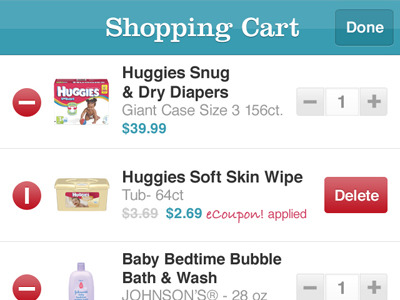 Shopping Cart
Done
Huggies Snug
& Dry Diapers
Giant Case Size 3 156ct.
$39.99
HUGGIES
1
Huggies Soft Skin Wipe
Tub- 64ct
$3.69 $2.69 eCoupon! applied
Delete
Baby Bedtime Bubble
Bath & Wash
JOHNSON'S® - 28 oz
1